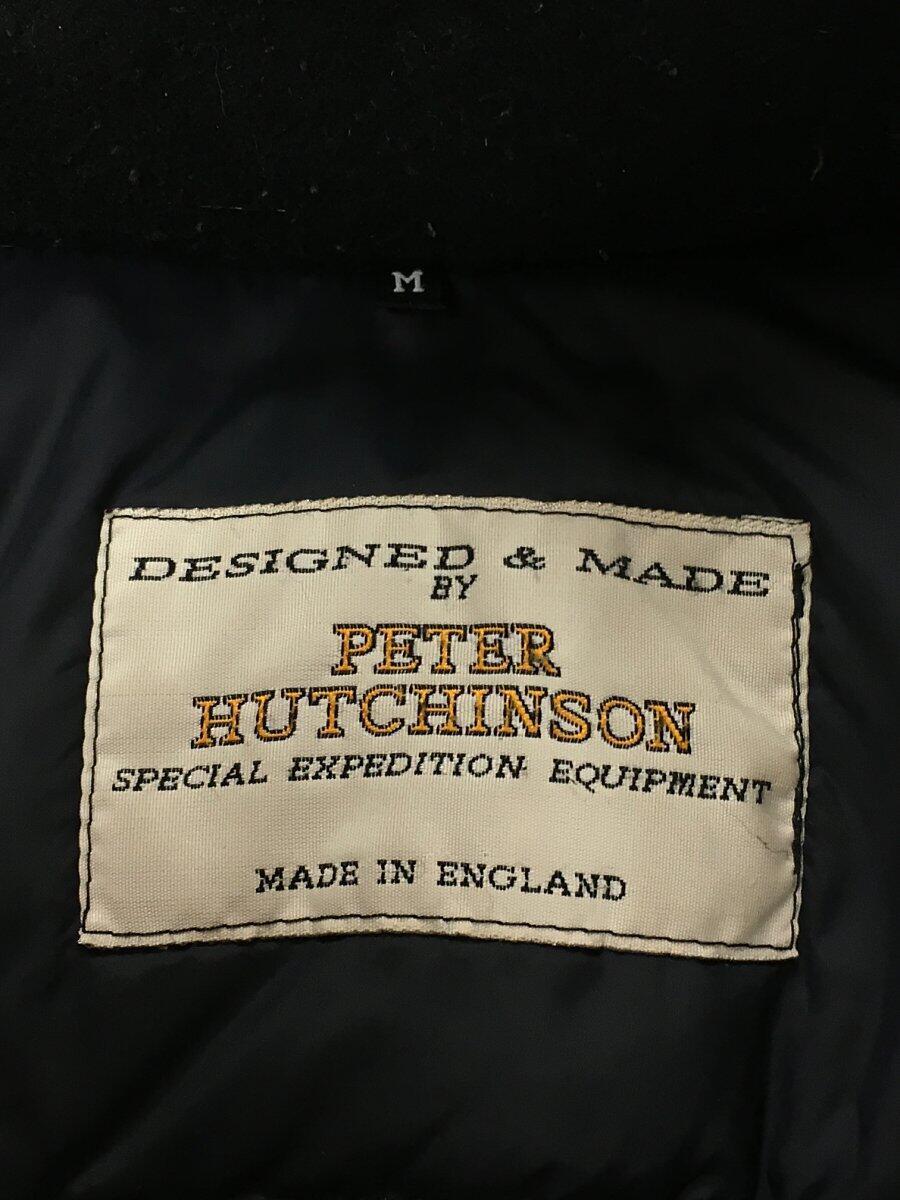 M
DESIGNED & MADE
BY
PETER
HUTCHINSON
SPECIAL EXPEDITION EQUIPMENT
MADE IN ENGLAND